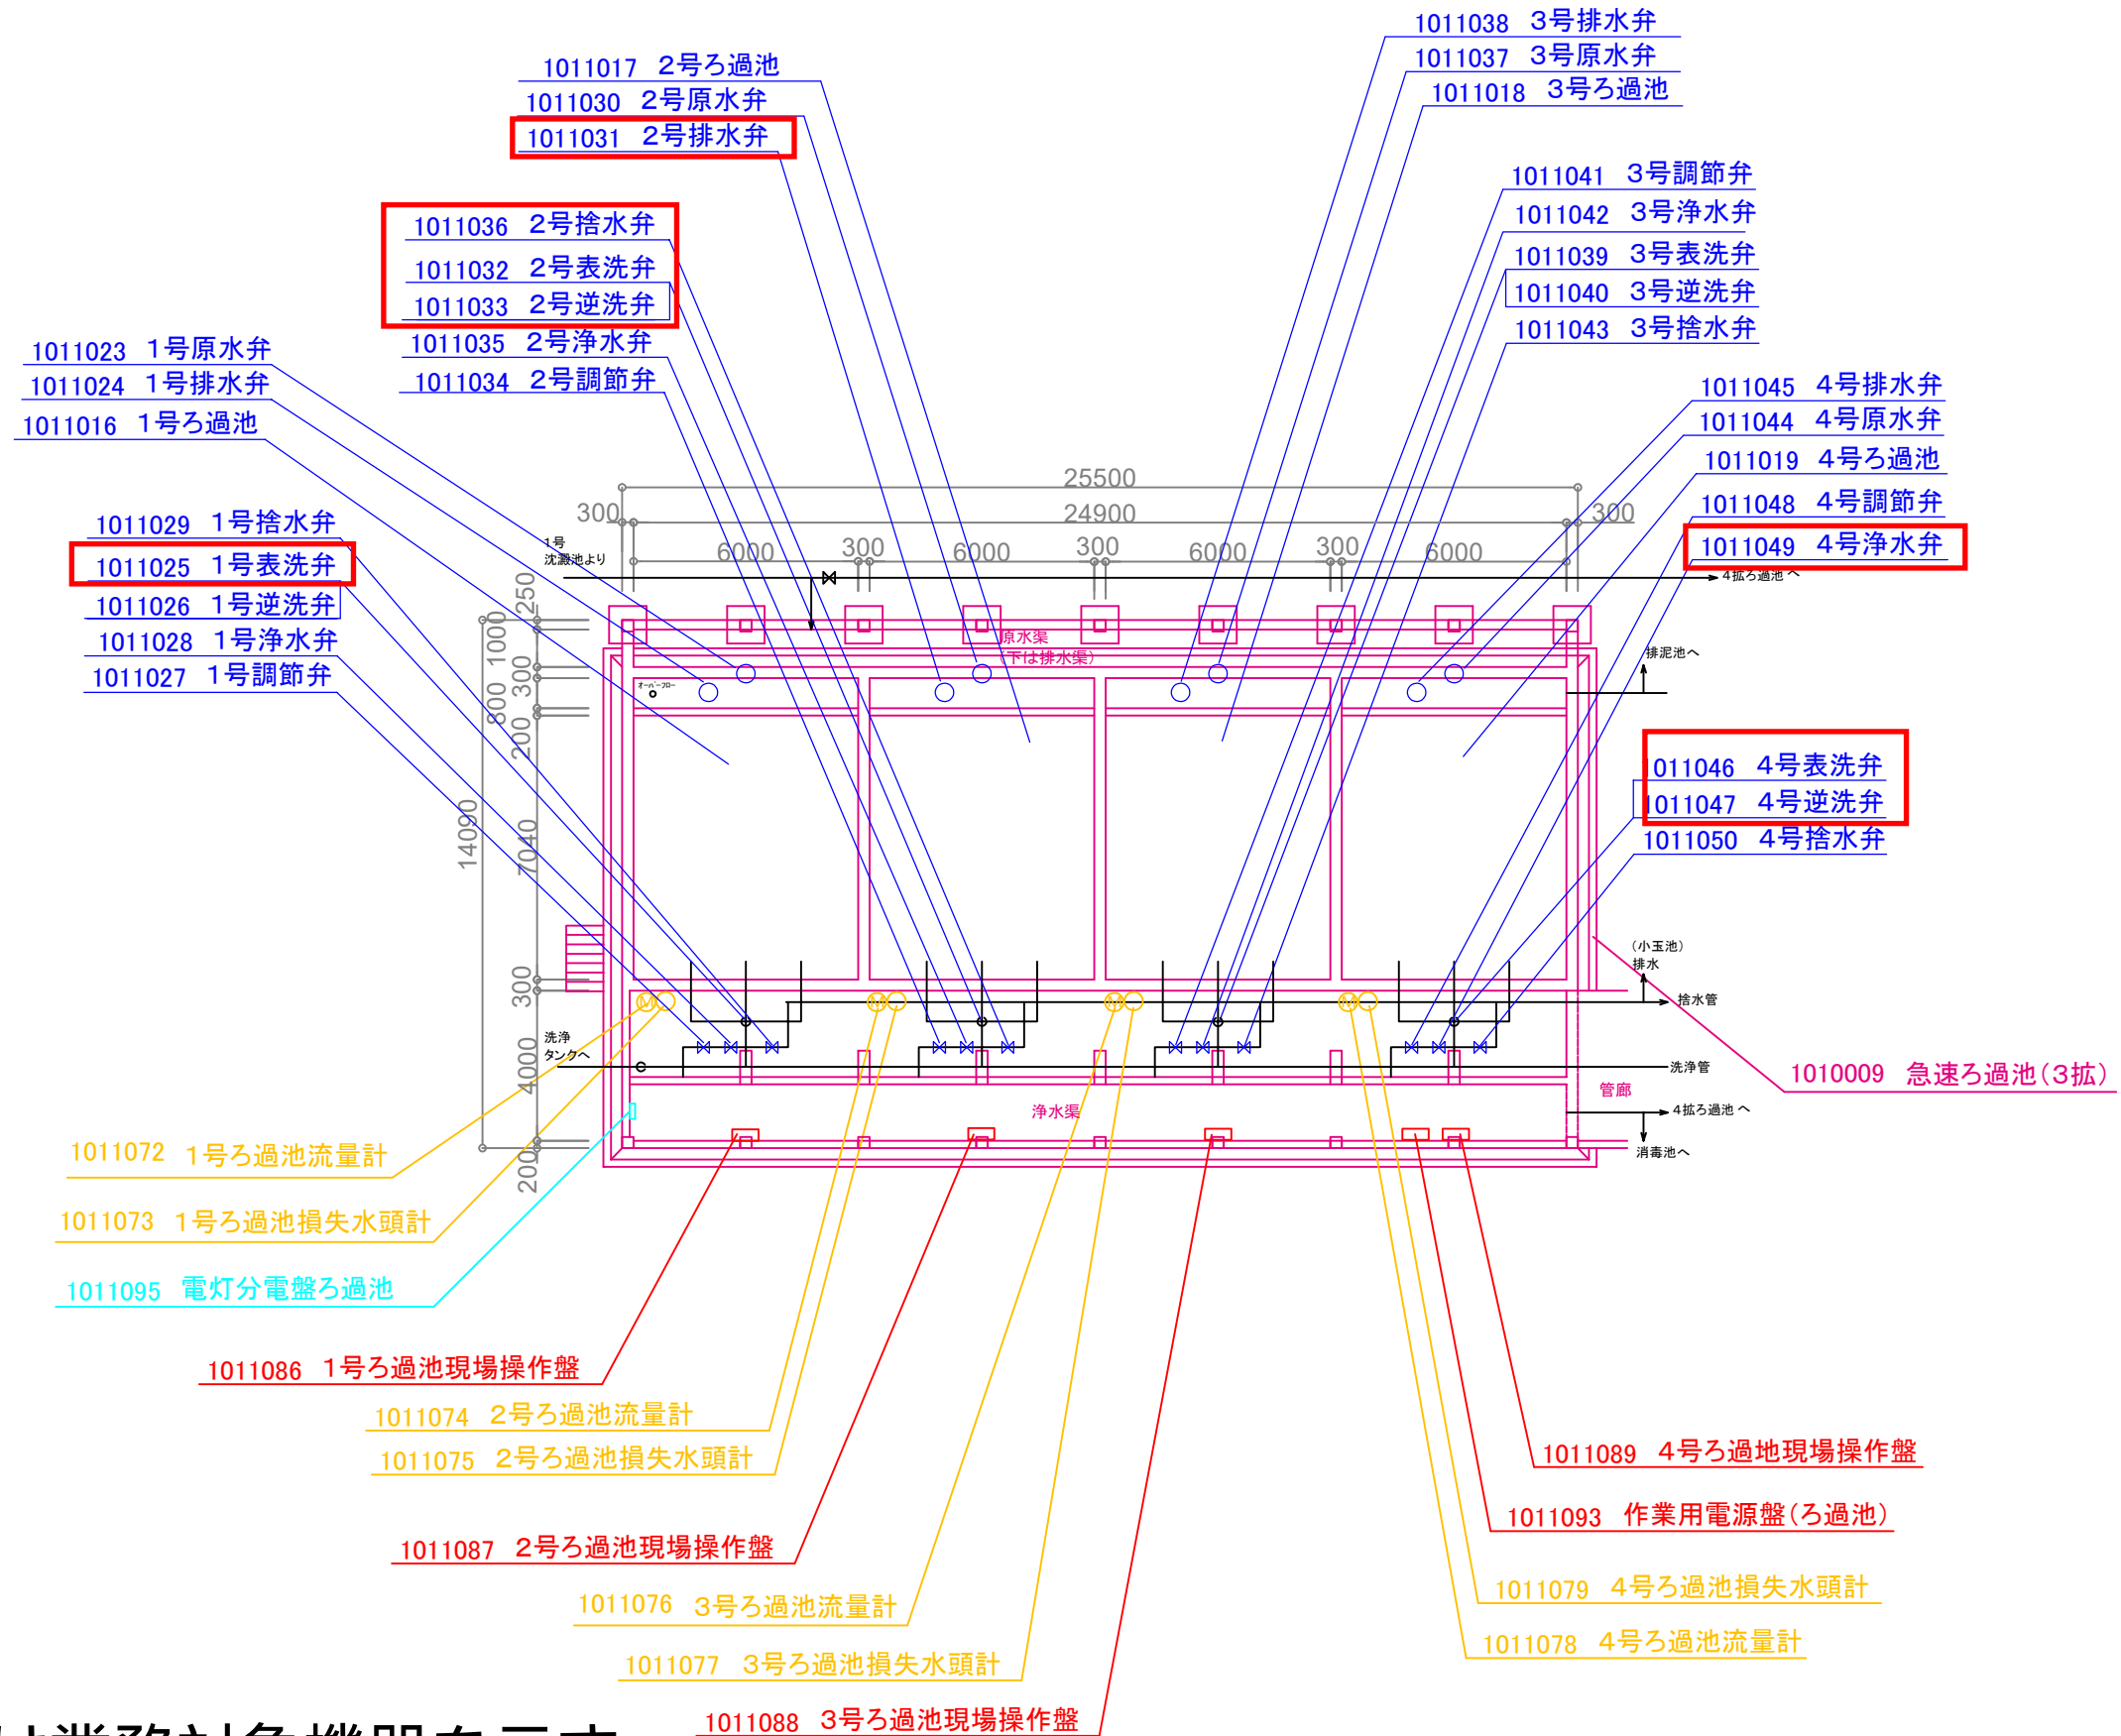 1011038 3号排水弁
1011037 3号原水弁
1011018 3号ろ過池
1011017 2号ろ過池
1011030 2号原水弁
1011031 2号排水弁
1011041 3号調節弁
1011042 3号浄水弁
1011039 3号表洗弁
1011040 3号逆洗弁
1011043 3号捨水弁
1011036 2号捨水弁
1011032 2号表洗弁
1011033 2号逆洗弁
1011035 2号浄水弁
1011034 2号調節弁
1011023 1号原水弁
1011024 1号排水弁
1011016 1号ろ過池
1011045 4号排水弁
1011044 4号原水弁
1011019 4号ろ過池
1011048 4号調節弁
1011049 4号浄水弁
1011029 1号捨水弁
1011025 1号表洗弁
1011026 1号逆洗弁
1011028 1号浄水弁
1011027 1号調節弁
25500
300 24900 300
6000 300 6000 300 6000 300 6000
1号
沈澱池より
4拡ろ過池へ
250
1000
300
800
200
14090
7040
300
4000
200
原水渠
(下は排水渠)
オーバーフロー
排泥池へ
1011046 4号表洗弁
1011047 4号逆洗弁
1011050 4号捨水弁
(小玉池)
排水
捨水管
洗浄
タンクへ
洗浄管
管廊
浄水渠
4拡ろ過池へ
消毒池へ
1010009 急速ろ過池(3拡)
1011072 1号ろ過池流量計
1011073 1号ろ過池損失水頭計
1011095 電灯分電盤ろ過池
1011086 1号ろ過池現場操作盤
1011074 2号ろ過池流量計
1011075 2号ろ過池損失水頭計
1011089 4号ろ過地現場操作盤
1011093 作業用電源盤(ろ過池)
1011087 2号ろ過池現場操作盤
1011079 4号ろ過池損失水頭計
1011076 3号ろ過池流量計
1011078 4号ろ過池流量計
1011077 3号ろ過池損失水頭計
1011088 3号ろ過池現場操作盤
は業務対象機器を示す